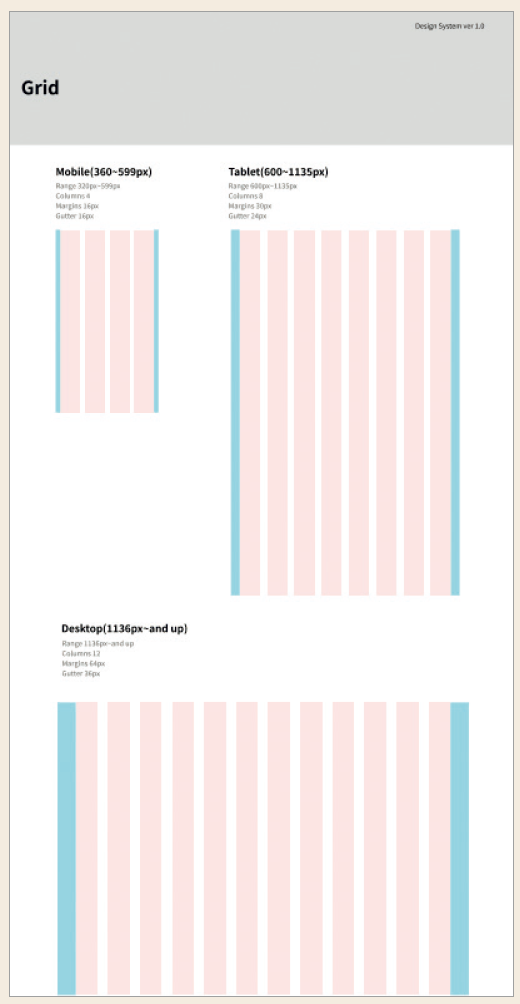 Design System ver 1.0
Grid
Mobile(360~599px)
Range 320px~599px
Columns 4
Margins 16px
Gutter 16px
Tablet(600~1135px)
Range 600px~1135px
Columns 8
Margins 30px
Gutter 24px
Desktop(1136px~and up)
Range 1136px~and up
Columns 12
Margins 64px
Gutter 36px